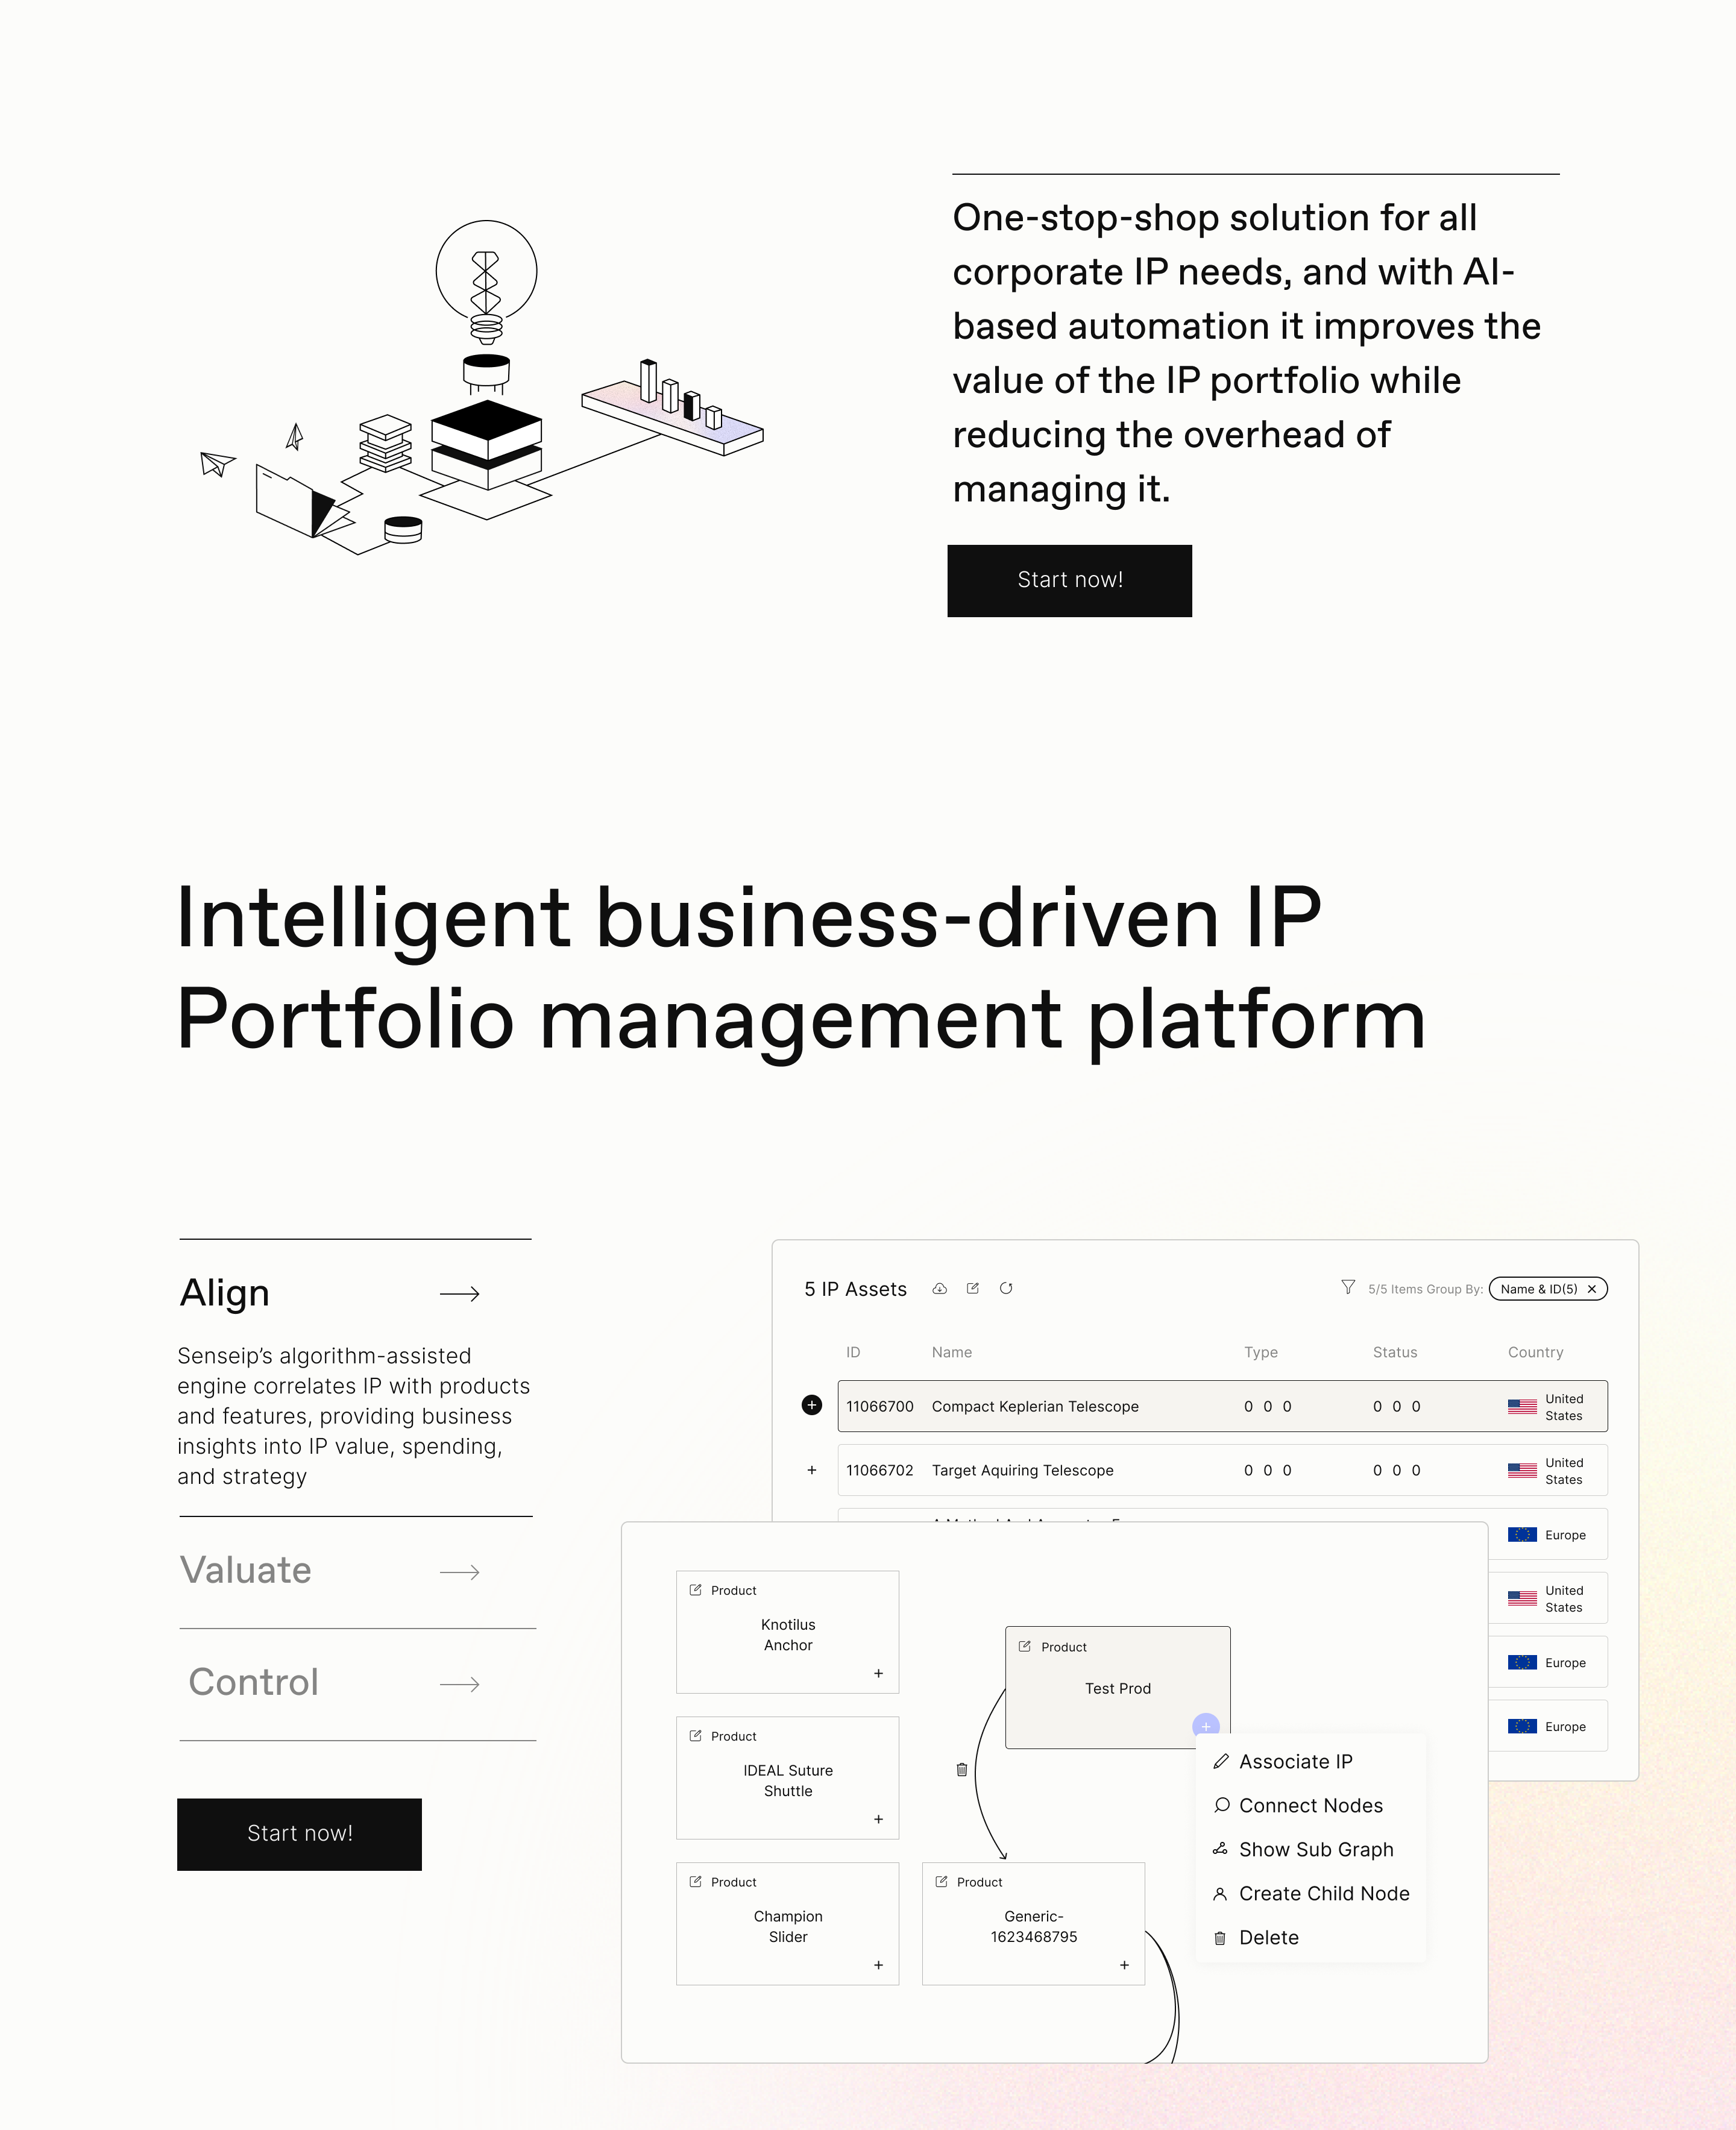 One-stop-shop solution for all
corporate IP needs, and with AI-
based automation it improves the
value of the IP portfolio while
reducing the overhead of
managing it.
Start now!
Intelligent business-driven IP
Portfolio management platform
Align
Senseip’s algorithm-assisted
engine correlates IP with products
and features, providing business
insights into IP value, spending,
and strategy
Valuate
Control
Start now!
5 IP Assets
5/5 Items Group By: Name & ID(5)
ID Name Type Status Country
11066700 Compact Keplerian Telescope 0 0 0 0 0 0 United
States
11066702 Target Aquiring Telescope 0 0 0 0 0 0 United
States
Europe
United
States
Europe
Europe
Product
Knotilus
Anchor
Product
IDEAL Suture
Shuttle
Product
Champion
Slider
Product
Test Prod
Product
Generic-
1623468795
Associate IP
Connect Nodes
Show Sub Graph
Create Child Node
Delete